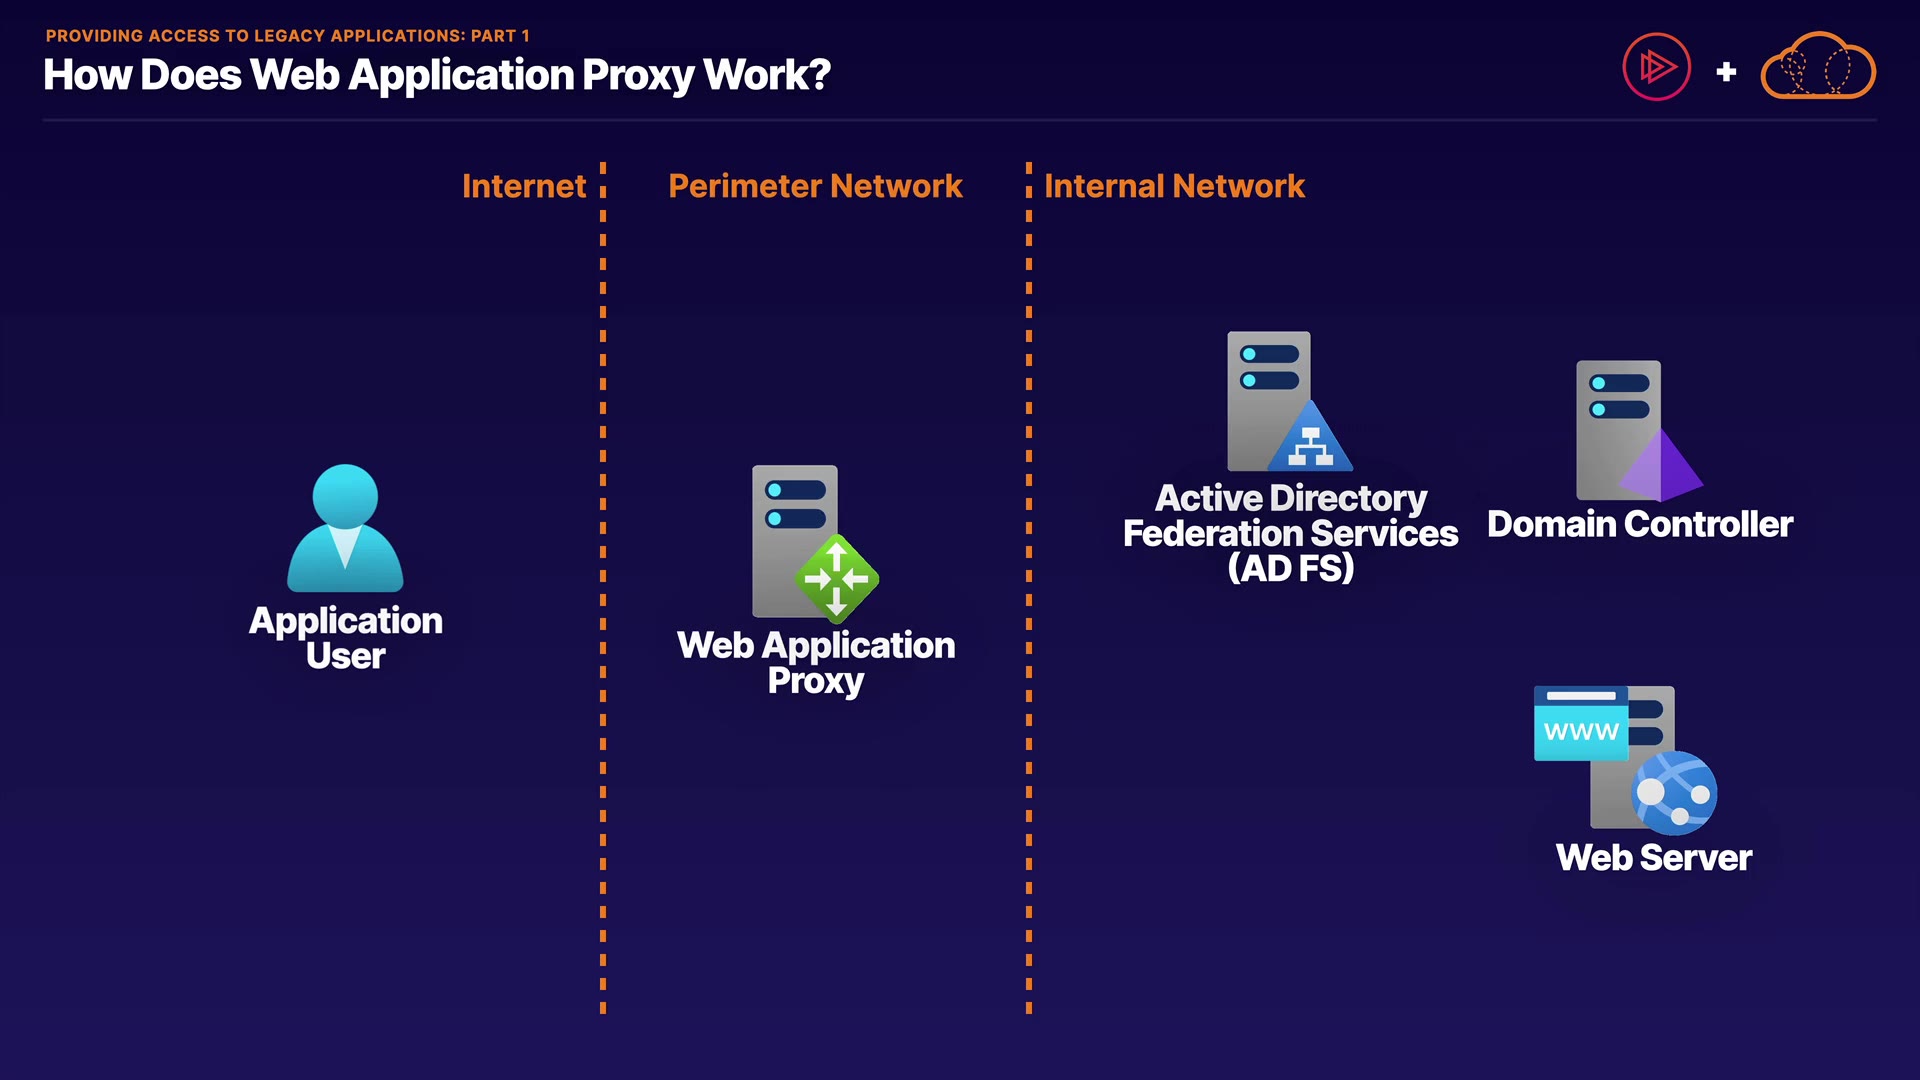 PROVIDING ACCESS TO LEGACY APPLICATIONS: PART 1
How Does Web Application Proxy Work?
+
Internet
Perimeter Network
Internal Network
Application
User
Web Application
Proxy
Active Directory
Federation Services
(AD FS)
Domain Controller
www
Web Server